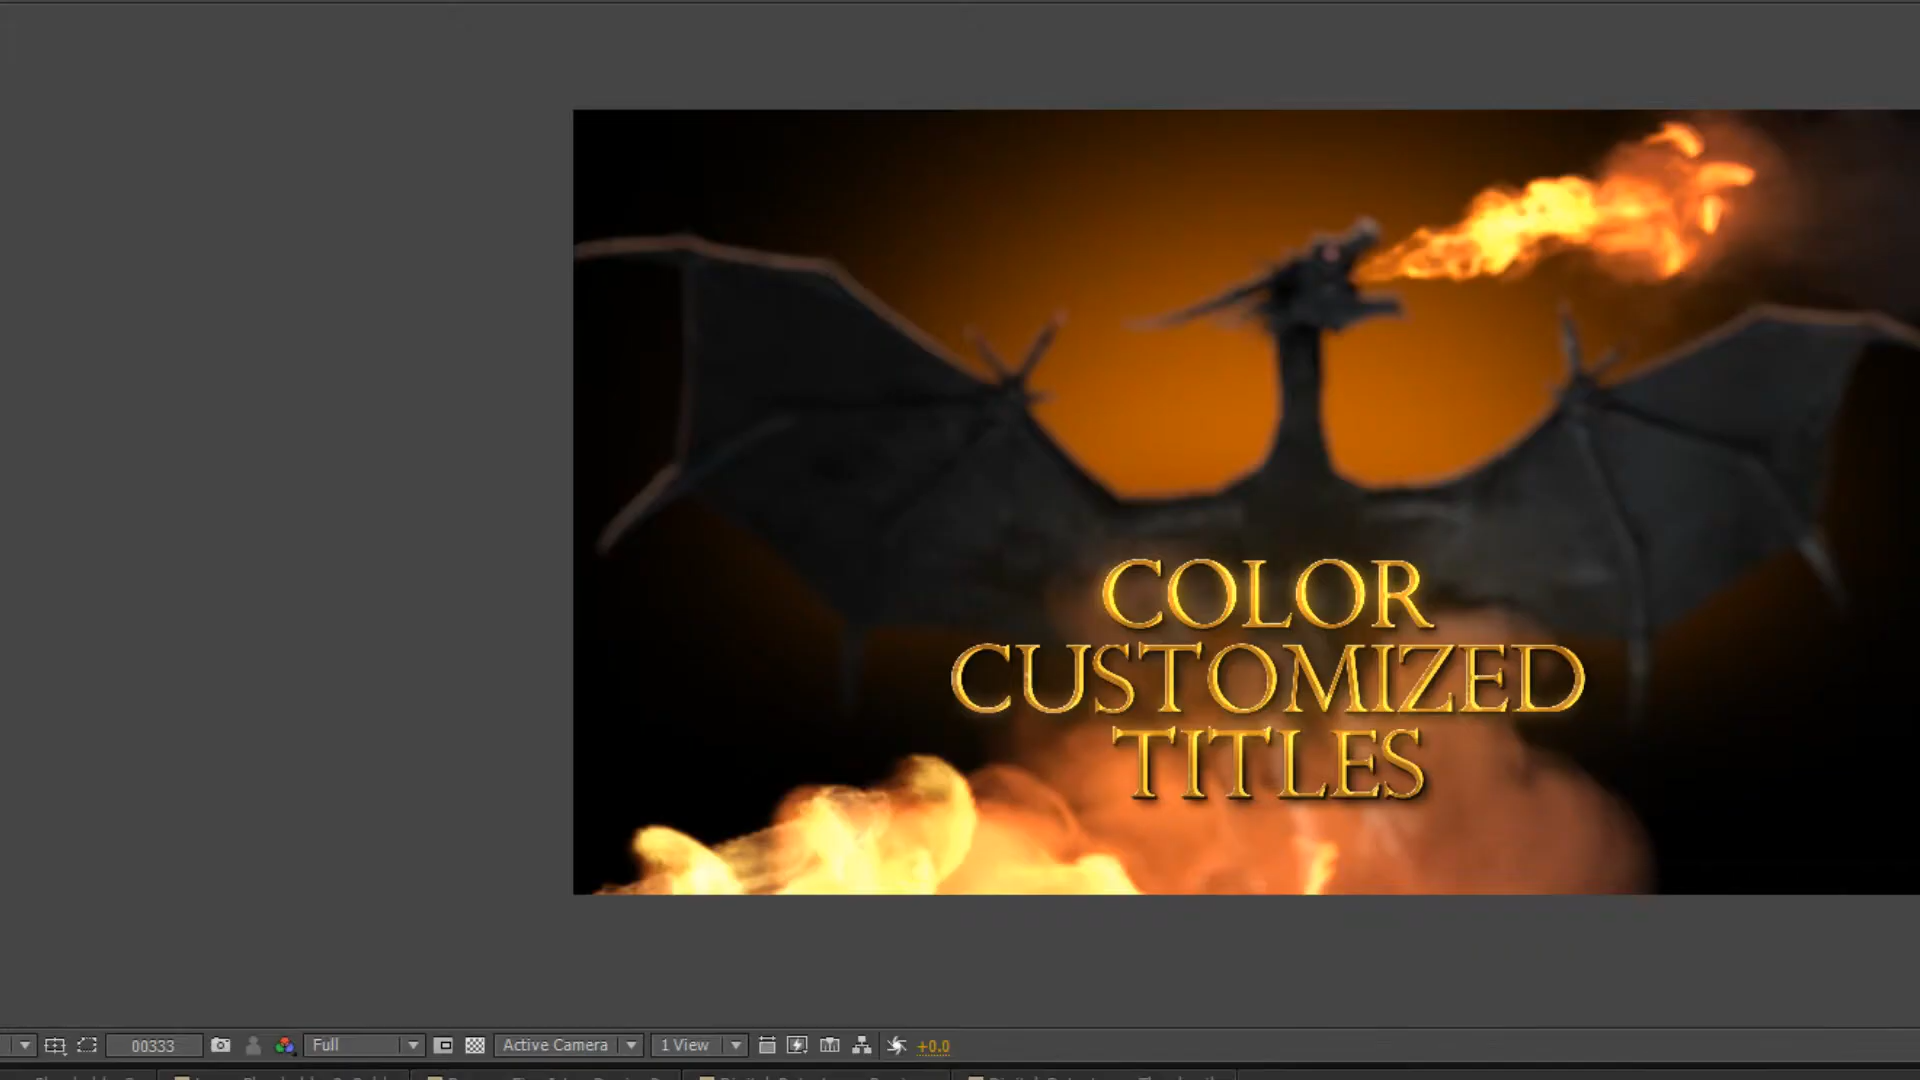 COLOR
CUSTOMIZED
TITLES
00333
Full
Active Camera
1 View
+0.0